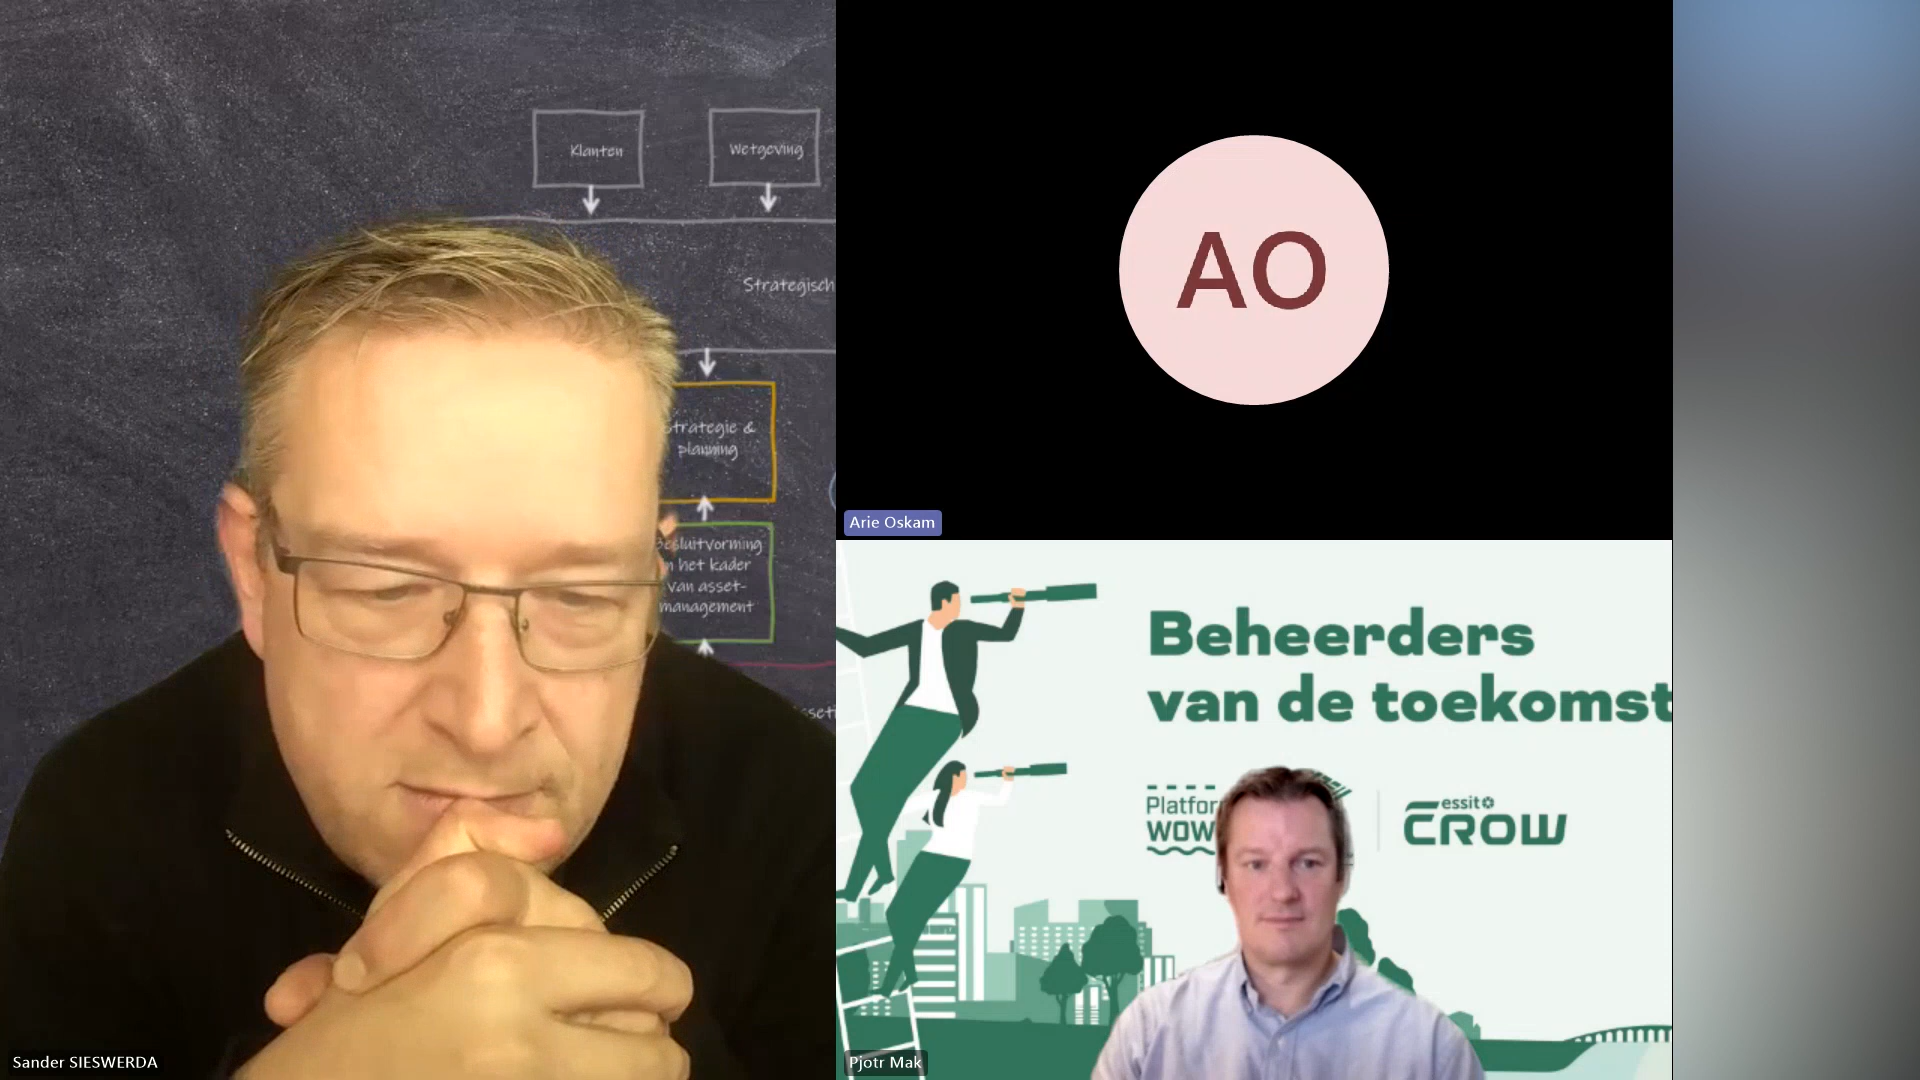 Klanten
Wetgeving
Strategisch
Strategie &
planning
Besluitvorming
in het kader
van asset-
management
Sander SIESWERDA
AO
Arie Oskam
Beheerders
van de toekomst
Platfor
WOW
essit
CROW
Pjotr Mak